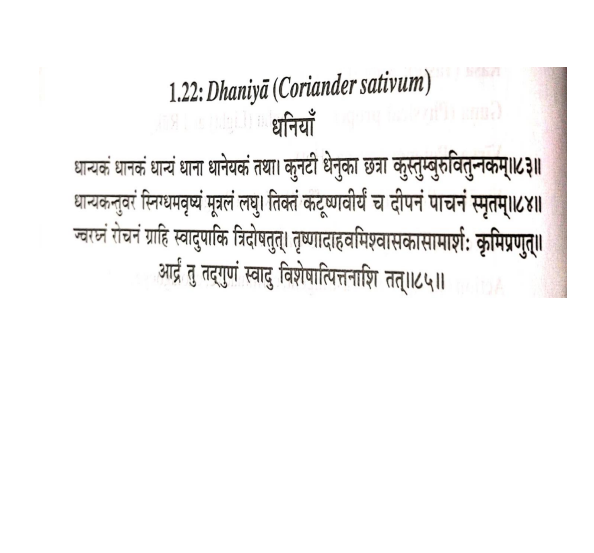 1.22: Dhaniyā (Coriander sativum)
धनियाँ
धान्यकं धानकं धान्यं धाना धानेयकं तथा। कुनटी धेनुका छत्रा कुस्तुम्बुरुवितुन्नकम्॥८३॥
धान्यकन्तुवरं स्निग्धमवृष्यं मूत्रलं लघु। तिक्तं कटूष्णवीर्यं च दीपनं पाचनं स्मृतम्॥८४॥
ज्वरघ्नं रोचनं ग्राहि स्वादुपाकि त्रिदोषतुत्। तृष्णादाहवमिश्वासकासामार्शः कृमिप्रणुत्॥
आर्द्रं तु तद्गुणं स्वादु विशेषात्पित्तनाशि तत्॥८५॥